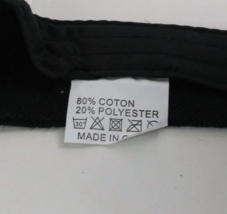 80% COTON
20% POLYESTER
30°
MADE IN